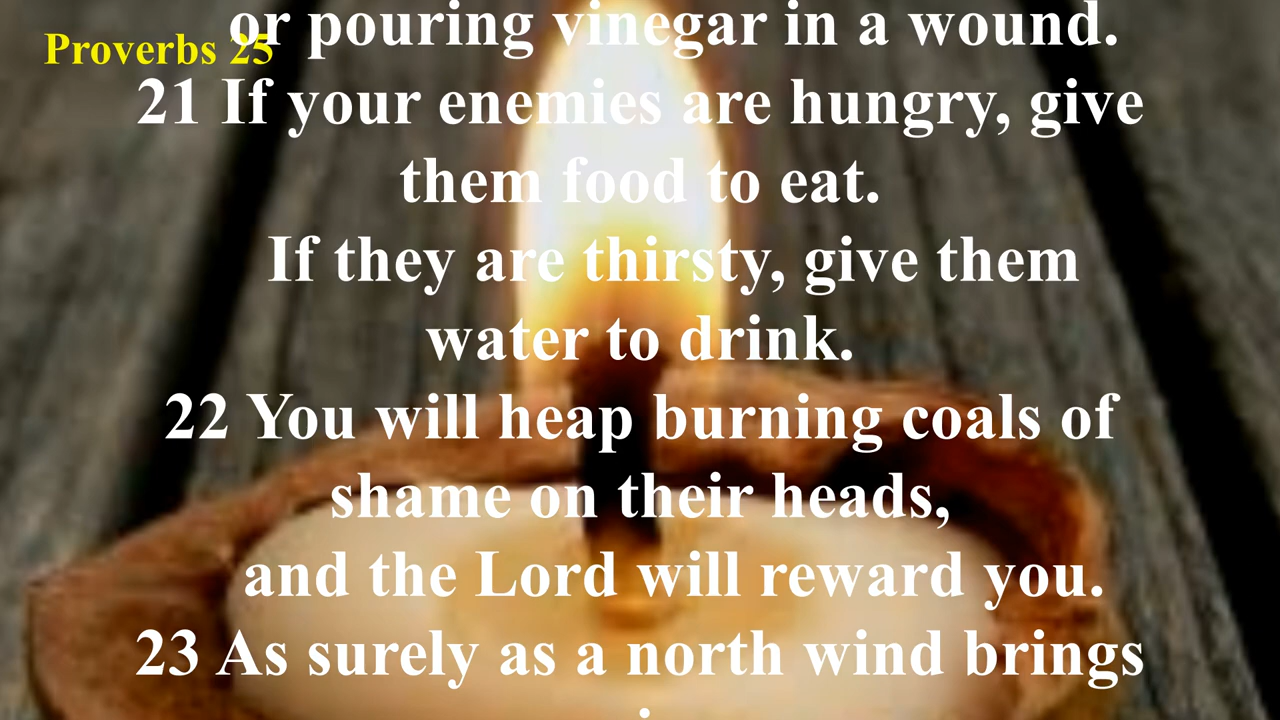 or pouring vinegar in a wound.
Proverbs 25
21 If your enemies are hungry, give
them food to eat.
If they are thirsty, give them
water to drink.
22 You will heap burning coals of
shame on their heads,
and the Lord will reward you.
23 As surely as a north wind brings